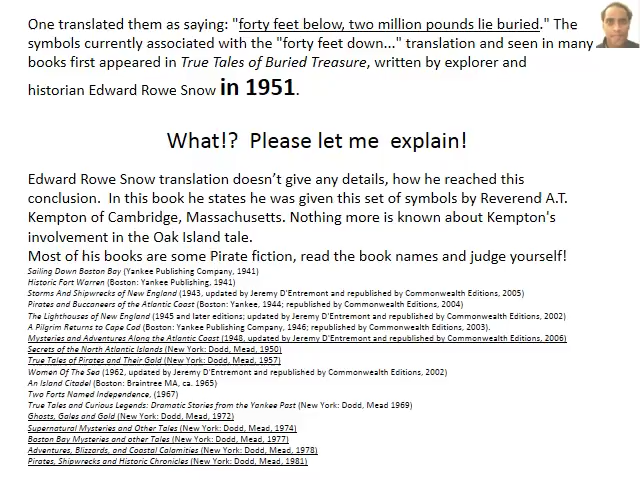 One translated them as saying: "forty feet below, two million pounds lie buried." The
symbols currently associated with the "forty feet down..." translation and seen in many
books first appeared in True Tales of Buried Treasure, written by explorer and
historian Edward Rowe Snow in 1951.
What!? Please let me explain!
Edward Rowe Snow translation doesn't give any details, how he reached this
conclusion. In this book he states he was given this set of symbols by Reverend A.T.
Kempton of Cambridge, Massachusetts. Nothing more is known about Kempton's
involvement in the Oak Island tale.
Most of his books are some Pirate fiction, read the book names and judge yourself!
Sailing Down Boston Bay (Yankee Publishing Company, 1941)
Historic Fort Warren (Boston: Yankee Publishing, 1941)
Storms And Shipwrecks of New England (1943, updated by Jeremy D'Entremont and republished by Commonwealth Editions, 2005)
Pirates and Buccaneers of the Atlantic Coast (Boston: Yankee, 1944; republished by Commonwealth Editions, 2004)
The Lighthouses of New England (1945 and later editions; updated by Jeremy D'Entremont and republished by Commonwealth Editions, 2002)
A Pilgrim Returns to Cape Cod (Boston: Yankee Publishing Company, 1946; republished by Commonwealth Editions, 2003).
Mysteries and Adventures Along the Atlantic Coast (1948, updated by Jeremy D'Entremont and republished by Commonwealth Editions, 2006)
Secrets of the North Atlantic Islands (New York: Dodd, Mead, 1950)
True Tales of Pirates and Their Gold (New York: Dodd, Mead, 1957)
Women Of The Sea (1962, updated by Jeremy D'Entremont and republished by Commonwealth Editions, 2002)
An Island Citadel (Boston: Braintree MA, ca. 1965)
Two Forts Named Independence, (1967)
True Tales and Curious Legends: Dramatic Stories from the Yankee Past (New York: Dodd, Mead 1969)
Ghosts, Gales and Gold (New York: Dodd, Mead, 1972)
Supernatural Mysteries and Other Tales (New York: Dodd, Mead, 1974)
Boston Bay Mysteries and other Tales (New York: Dodd, Mead, 1977)
Adventures, Blizzards, and Coastal Calamities (New York: Dodd, Mead, 1978)
Pirates, Shipwrecks and Historic Chronicles (New York: Dodd, Mead, 1981)